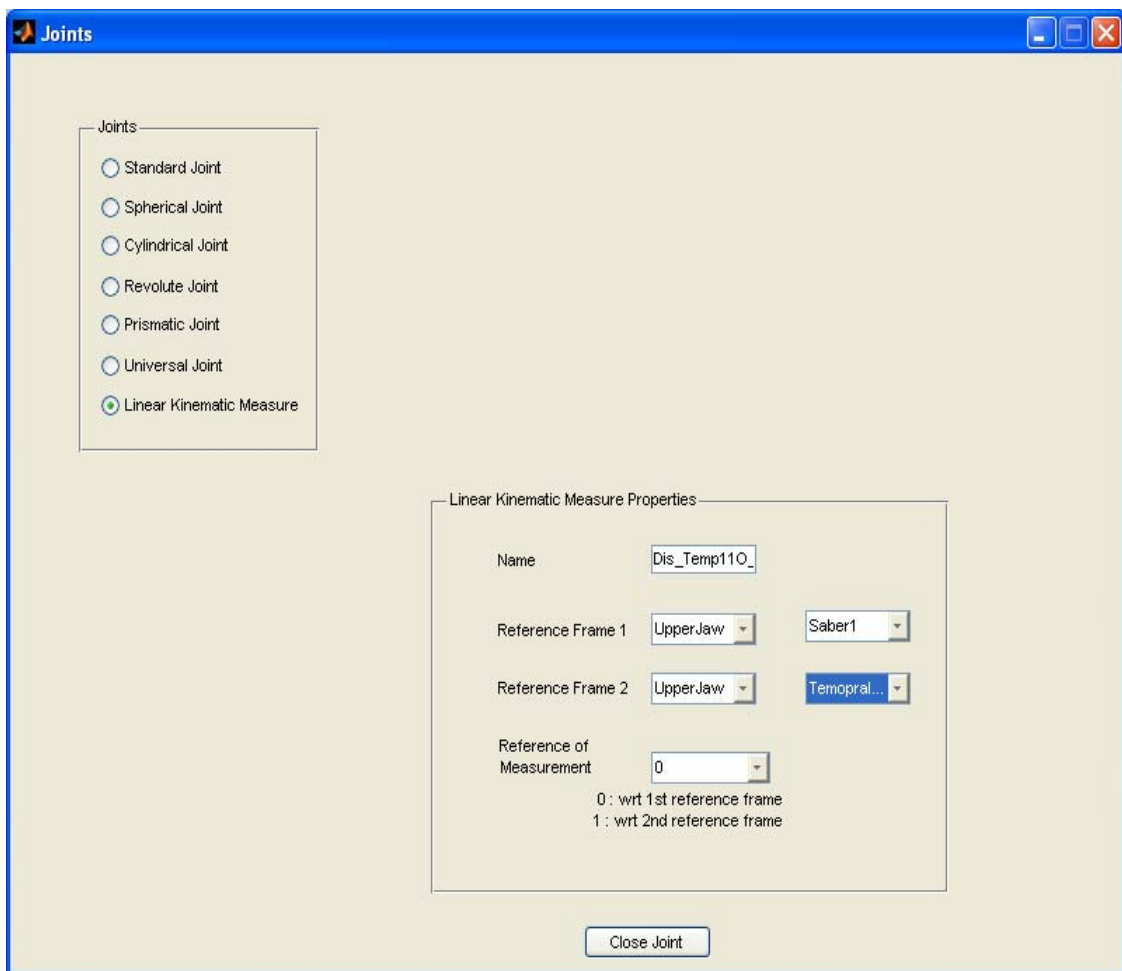 Joints
Joints
Standard Joint
Spherical Joint
Cylindrical Joint
Revolute Joint
Prismatic Joint
Universal Joint
Linear Kinematic Measure
Linear Kinematic Measure Properties
Name Dis_Temp11O_
Reference Frame 1 UpperJaw Saber1
Reference Frame 2 UpperJaw Temopral...
Reference of
Measurement 0
0 : wrt 1st reference frame
1 : wrt 2nd reference frame
Close Joint